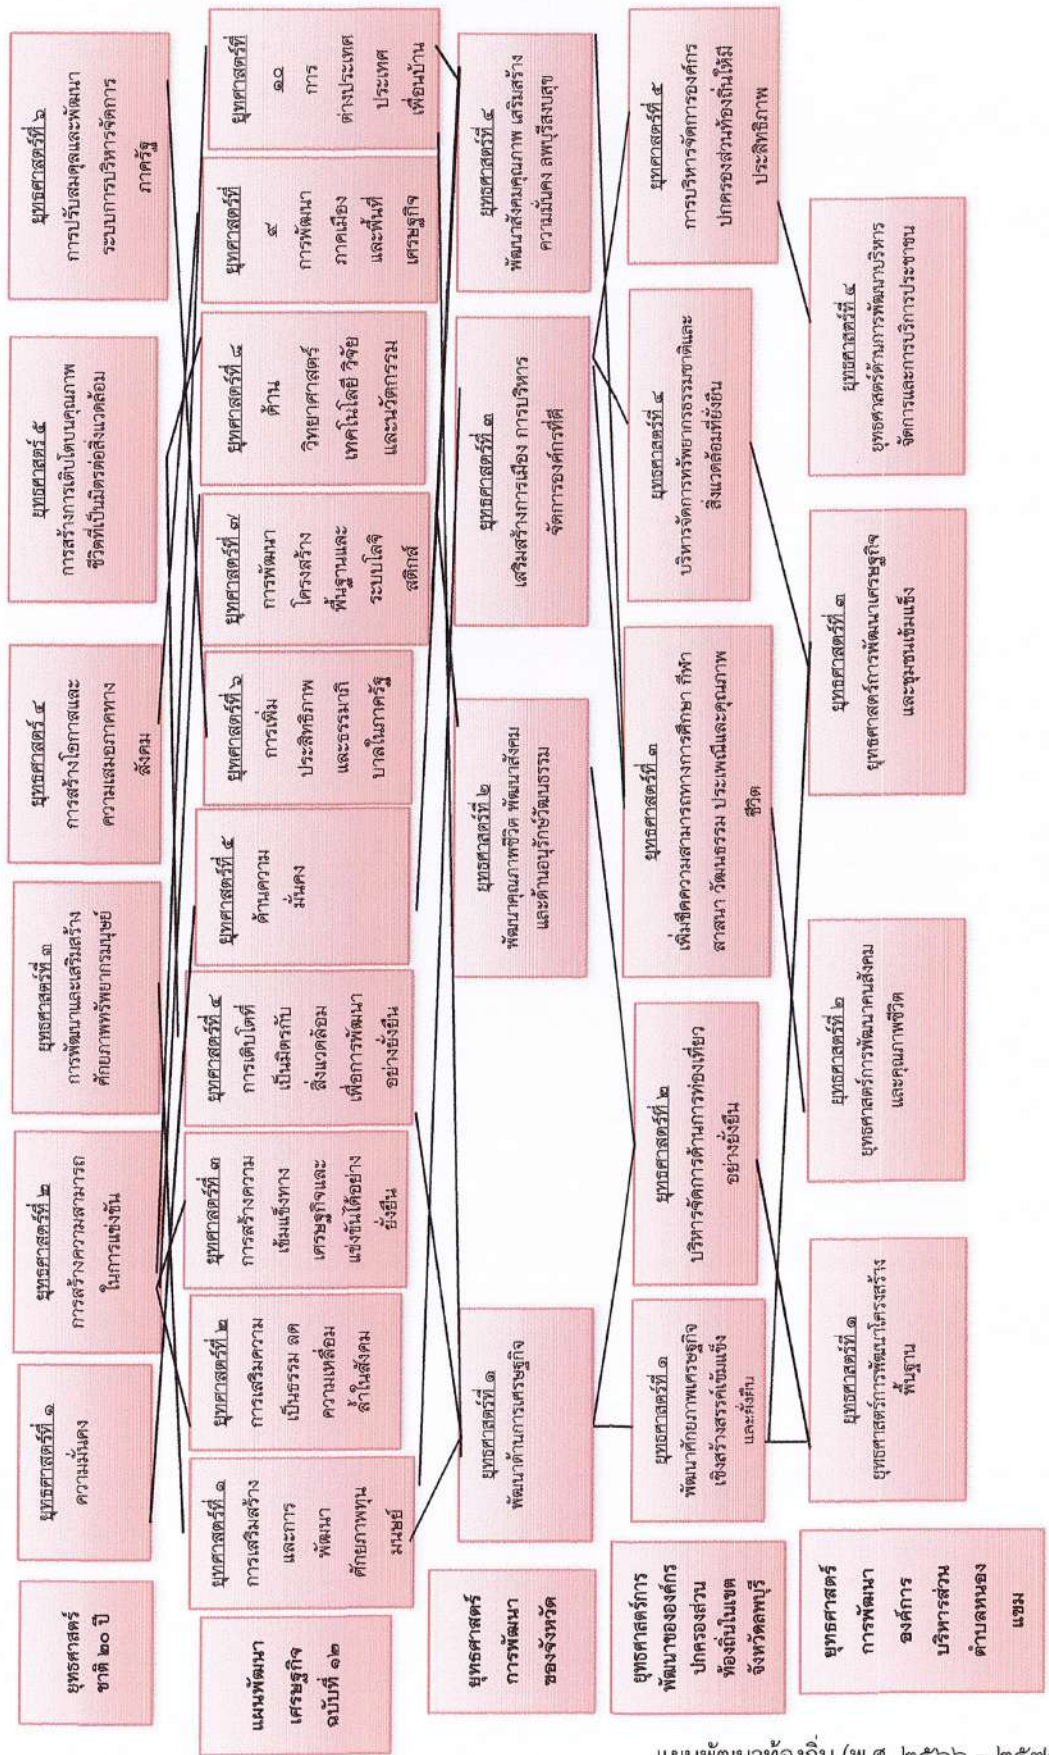 ยุทธศาสตร์
ชาติ ๒๐ ปี
ยุทธศาสตร์ที่ ๑
ความมั่นคง
ยุทธศาสตร์ที่ ๒
การสร้างความสามารถ
ในการแข่งขัน
ยุทธศาสตร์ที่ ๓
การพัฒนาและเสริมสร้าง
ศักยภาพทรัพยากรมนุษย์
ยุทธศาสตร์ ๔
การสร้างโอกาสและ
ความเสมอภาคทาง
สังคม
ยุทธศาสตร์ ๕
การสร้างการเติบโตบนคุณภาพ
ชีวิตที่เป็นมิตรต่อสิ่งแวดล้อม
ยุทธศาสตร์ที่ ๖
การปรับสมดุลและพัฒนา
ระบบการบริหารจัดการ
ภาครัฐ
แผนพัฒนา
เศรษฐกิจ
ฉบับที่ ๑๒
ยุทศาสตร์ที่ ๑
การเสริมสร้าง
และการ
พัฒนา
ศักยภาพทุน
มนุษย์
ยุทศาสตร์ที่ ๒
การเสริมความ
เป็นธรรม ลด
ความเหลื่อม
ล้ำในสังคม
ยุทศาสตร์ที่ ๓
การสร้างความ
เข้มแข็งทาง
เศรษฐกิจและ
แข่งขันได้อย่าง
ยั่งยืน
ยุทศาสตร์ที่ ๔
การเติบโตที่
เป็นมิตรกับ
สิ่งแวดล้อม
เพื่อการพัฒนา
อย่างยั่งยืน
ยุทศาสตร์ที่ ๕
ด้านความ
มั่นคง
ยุทศาสตร์ที่ ๖
การเพิ่ม
ประสิทธิภาพ
และธรรมาภิ
บาลในภาครัฐ
ยุทศาสตร์ที่ ๗
การพัฒนา
โครงสร้าง
พื้นฐานและ
ระบบโลจิ
สติกส์
ยุทศาสตร์ที่ ๘
ด้าน
วิทยาศาสตร์
เทคโนโลยี วิจัย
และนวัตกรรม
ยุทศาสตร์ที่
๙
การพัฒนา
ภาคเมือง
และพื้นที่
เศรษฐกิจ
ยุทศาสตร์ที่
๑๐
การ
ต่างประเทศ
ประเทศ
เพื่อนบ้าน
ยุทธศาสตร์
การพัฒนา
ของจังหวัด
ยุทธศาสตร์ที่ ๑
พัฒนาด้านการเศรษฐกิจ
ยุทธศาสตร์ที่ ๒
พัฒนาคุณภาพชีวิต พัฒนาสังคม
และด้านอนุรักษ์วัฒนธรรม
ยุทธศาสตร์ที่ ๓
เสริมสร้างการเมือง การบริหาร
จัดการองค์กรที่ดี
ยุทธศาสตร์ที่ ๔
พัฒนาสังคมคุณภาพ เสริมสร้าง
ความมั่นคง ลพบุรีสงบสุข
ยุทธศาสตร์การ
พัฒนาขององค์กร
ปกครองส่วน
ท้องถิ่นในเขต
จังหวัดลพบุรี
ยุทธศาสตร์ที่ ๑
พัฒนาศักยภาพเศรษฐกิจ
เชิงสร้างสรรค์เข้มแข็ง
และยั่งยืน
ยุทธศาสตร์ที่ ๒
บริหารจัดการด้านการท่องเที่ยว
อย่างยั่งยืน
ยุทธศาสตร์ที่ ๓
เพิ่มขีดความสามารถทางการศึกษา กีฬา
ศาสนา วัฒนธรรม ประเพณีและคุณภาพ
ชีวิต
ยุทธศาสตร์ที่ ๔
บริหารจัดการทรัพยากรธรรมชาติและ
สิ่งแวดล้อมที่ยั่งยืน
ยุทศาสตร์ที่ ๕
การบริหารจัดการองค์กร
ปกครองส่วนท้องถิ่นให้มี
ประสิทธิภาพ
ยุทธศาสตร์
การพัฒนา
องค์การ
บริหารส่วน
ตำบลหนอง
แขม
ยุทธศาสตร์ที่ ๑
ยุทธศาสตร์การพัฒนาโครงสร้าง
พื้นฐาน
ยุทธศาสตร์ที่ ๒
ยุทธศาสตร์การพัฒนาคนสังคม
และคุณภาพชีวิต
ยุทธศาสตร์ที่ ๓
ยุทธศาสตร์การพัฒนาเศรษฐกิจ
และชุมชนเข้มแข็ง
ยุทธศาสตร์ที่ ๔
ยุทธศาสตร์ด้านการพัฒนาบริหาร
จัดการและการบริการประชาชน